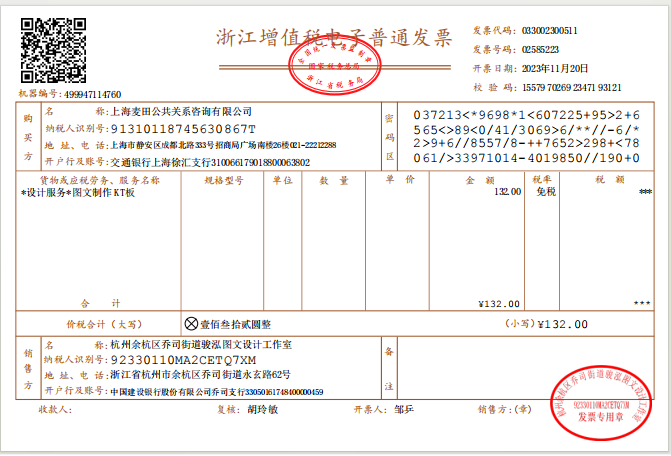 浙江增值税电子普通发票
全国统一发票监制章
国家税务总局
浙江省税务局
发票代码: 033002300511
发票号码: 02585223
开票日期: 2023年11月20日
校 验 码: 15579 70269 23471 93121
机器编号: 499947114760
购买方
名 称: 上海麦田公共关系咨询有限公司
纳税人识别号: 91310118745630867T
地 址、电 话: 上海市静安区成都北路333号招商局广场南楼26楼021-22212288
开户行及账号: 交通银行上海徐汇支行310066179018800063802
密码区
037213<*9698*1<607225+95>2+6
565<>89<0/41/3069>6/**//-6/*
2>9+6//8557/8-++7652>298+<78
061/>33971014-4019850//190+0
货物或应税劳务、服务名称 规格型号 单位 数 量 单 价 金 额 税率 税 额
*设计服务*图文制作 KT板 132.00 免税 ***
合 计 ¥132.00 ***
价税合计（大写） ⊗壹佰叁拾贰圆整 (小写) ¥132.00
销售方
名 称: 杭州余杭区乔司街道骏泓图文设计工作室
纳税人识别号: 92330110MA2CETQ7XM
地 址、电 话: 浙江省杭州市余杭区乔司街道永玄路62号
开户行及账号: 中国建设银行股份有限公司乔司支行33050161748400000459
备注
收款人: 复核: 胡玲敏 开票人: 邹乒 销售方: (章)
杭州余杭区乔司街道骏泓图文设计工作室
92330110MA2CETQ7XM
发票专用章